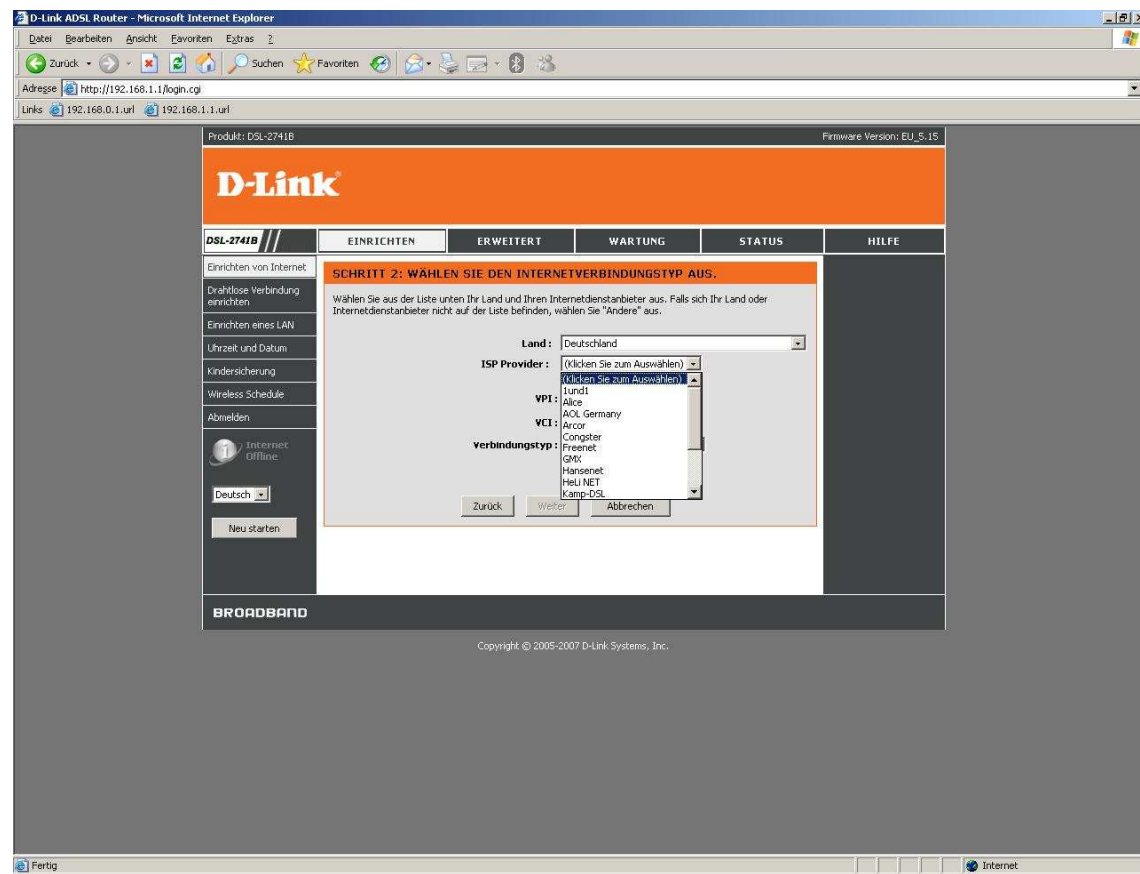 D-Link ADSL Router - Microsoft Internet Explorer
Datei Bearbeiten Ansicht Favoriten Extras ?
Zurück Suchen Favoriten
Adresse http://192.168.1.1/login.cgi
Links 192.168.0.1.url 192.168.1.1.url
Produkt: DSL-2741B Firmware Version: EU_5.15
D-Link®
DSL-2741B EINRICHTEN ERWEITERT WARTUNG STATUS HILFE
Einrichten von Internet
Drahtlose Verbindung
einrichten
Einrichten eines LAN
Uhrzeit und Datum
Kindersicherung
Wireless Schedule
Abmelden
Internet
Offline
Deutsch
Neu starten
SCHRITT 2: WÄHLEN SIE DEN INTERNETVERBINDUNGSTYP AUS.
Wählen Sie aus der Liste unten Ihr Land und Ihren Internetdienstanbieter aus. Falls sich Ihr Land oder
Internetdienstanbieter nicht auf der Liste befinden, wählen Sie "Andere" aus.
Land : Deutschland
ISP Provider : (Klicken Sie zum Auswählen)
(Klicken Sie zum Auswählen)
1und1
Alice
AOL Germany
Arcor
Congster
Freenet
GMX
Hansenet
HeLi NET
Kamp-DSL
VPI :
VCI :
Verbindungstyp :
Zurück Weiter Abbrechen
BROADBAND
Copyright © 2005-2007 D-Link Systems, Inc.
Fertig Internet